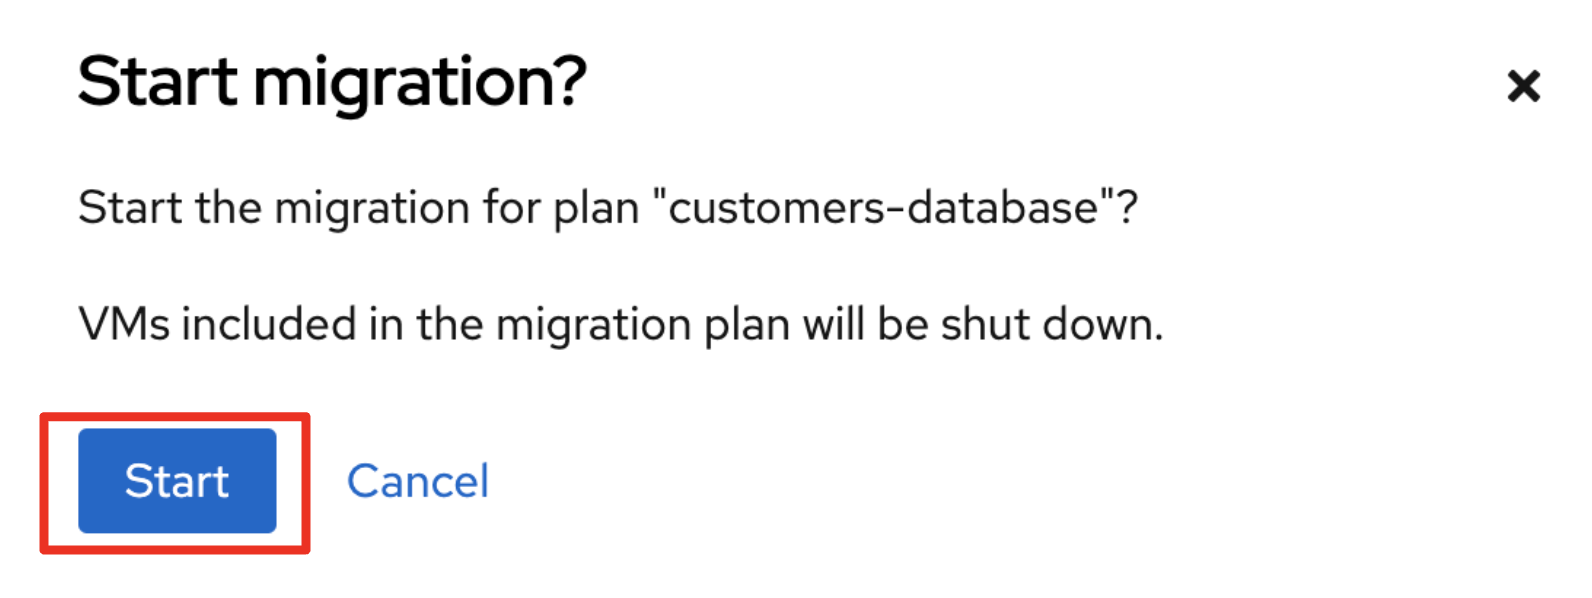 Start migration?
Start the migration for plan "customers-database"?
VMs included in the migration plan will be shut down.
Start
Cancel